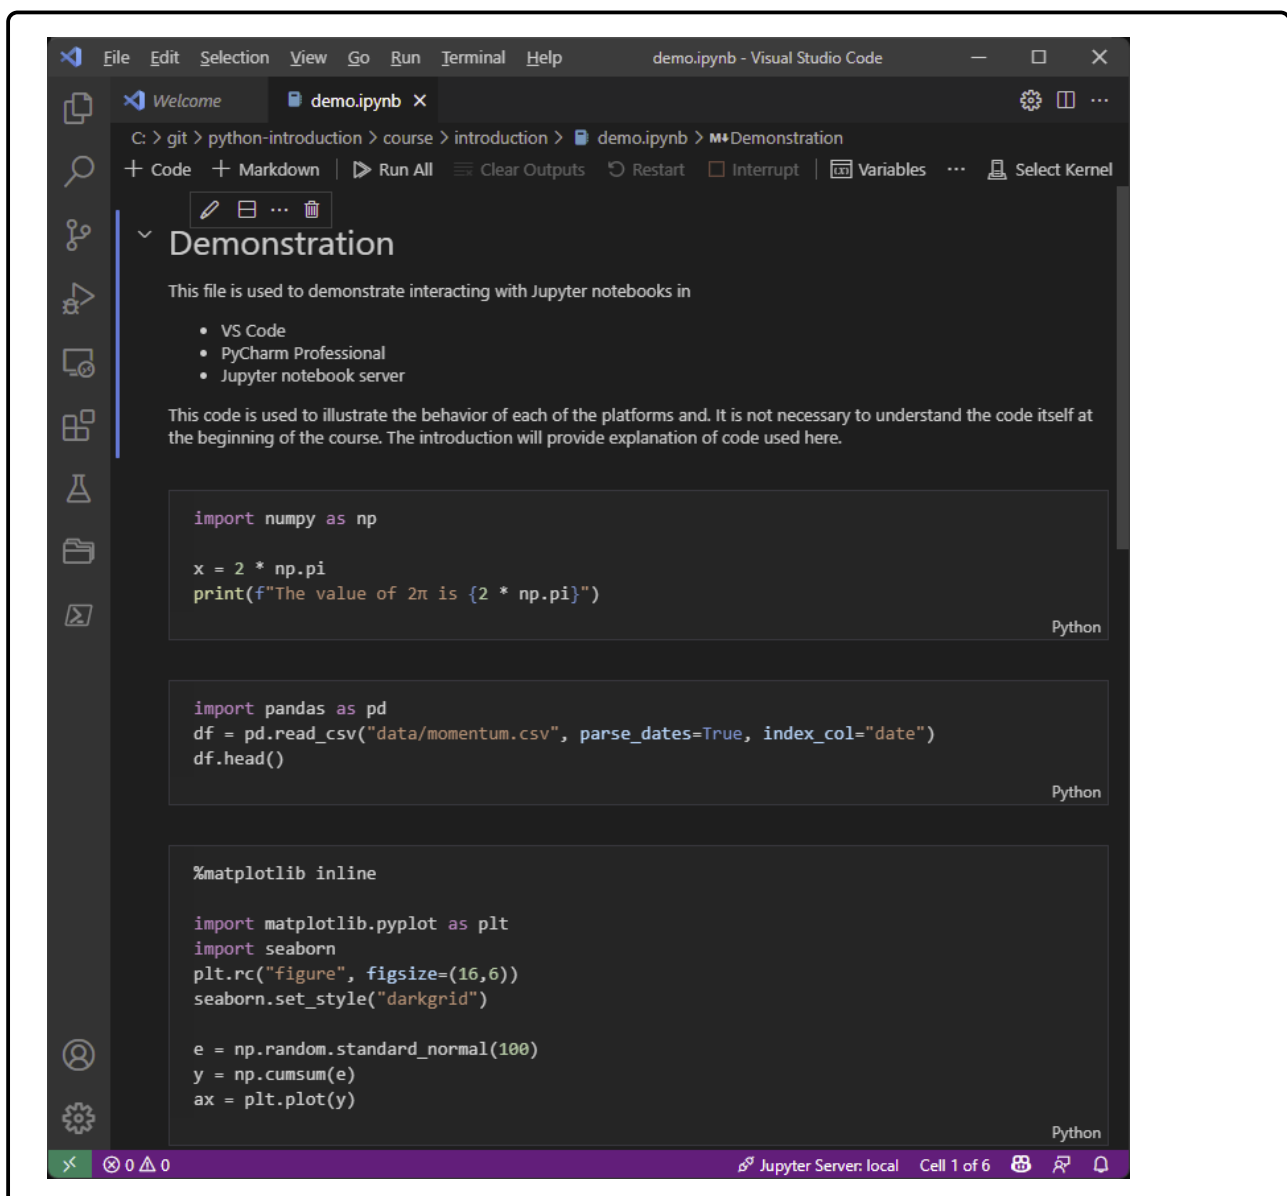 File Edit Selection View Go Run Terminal Help demo.ipynb - Visual Studio Code
Welcome demo.ipynb
C: > git > python-introduction > course > introduction > demo.ipynb > M↓Demonstration
+ Code + Markdown Run All Clear Outputs Restart Interrupt Variables ... Select Kernel
Demonstration
This file is used to demonstrate interacting with Jupyter notebooks in
• VS Code
• PyCharm Professional
• Jupyter notebook server
This code is used to illustrate the behavior of each of the platforms and. It is not necessary to understand the code itself at
the beginning of the course. The introduction will provide explanation of code used here.
import numpy as np
x = 2 * np.pi
print(f"The value of 2π is {2 * np.pi}")
Python
import pandas as pd
df = pd.read_csv("data/momentum.csv", parse_dates=True, index_col="date")
df.head()
Python
%matplotlib inline
import matplotlib.pyplot as plt
import seaborn
plt.rc("figure", figsize=(16,6))
seaborn.set_style("darkgrid")
e = np.random.standard_normal(100)
y = np.cumsum(e)
ax = plt.plot(y)
Python
0 0 Jupyter Server: local Cell 1 of 6